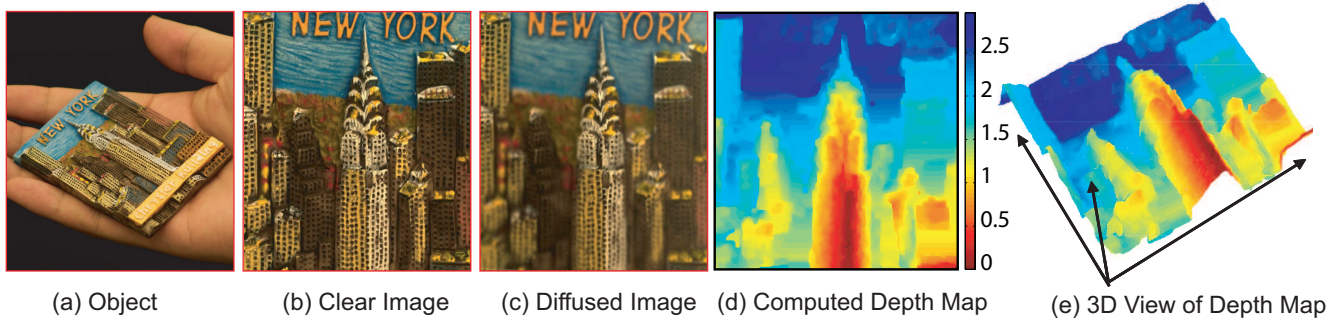 NEW YORK
NEW YORK
NEW YORK
2.5
2
1.5
1
0.5
0
(a) Object
(b) Clear Image
(c) Diffused Image
(d) Computed Depth Map
(e) 3D View of Depth Map